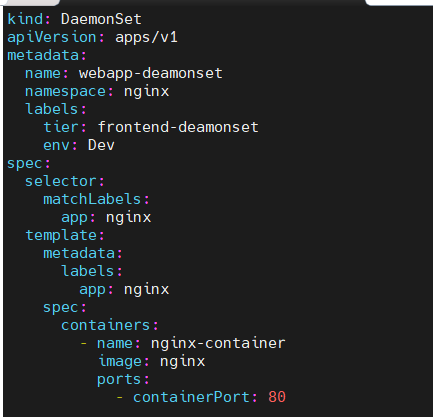 kind: DaemonSet
apiVersion: apps/v1
metadata:
  name: webapp-deamonset
  namespace: nginx
  labels:
    tier: frontend-deamonset
    env: Dev
spec:
  selector:
    matchLabels:
      app: nginx
  template:
    metadata:
      labels:
        app: nginx
    spec:
      containers:
        - name: nginx-container
          image: nginx
          ports:
            - containerPort: 80